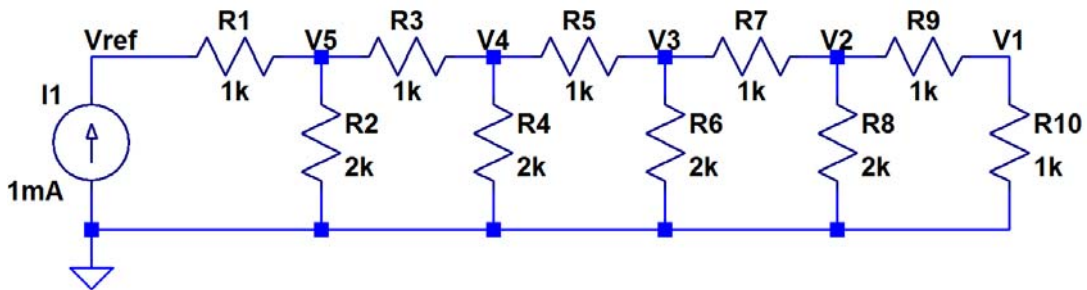 R1 R3 R5 R7 R9
Vref V5 V4 V3 V2 V1
1k 1k 1k 1k 1k
I1 R2 R4 R6 R8 R10
1mA 2k 2k 2k 2k 1k